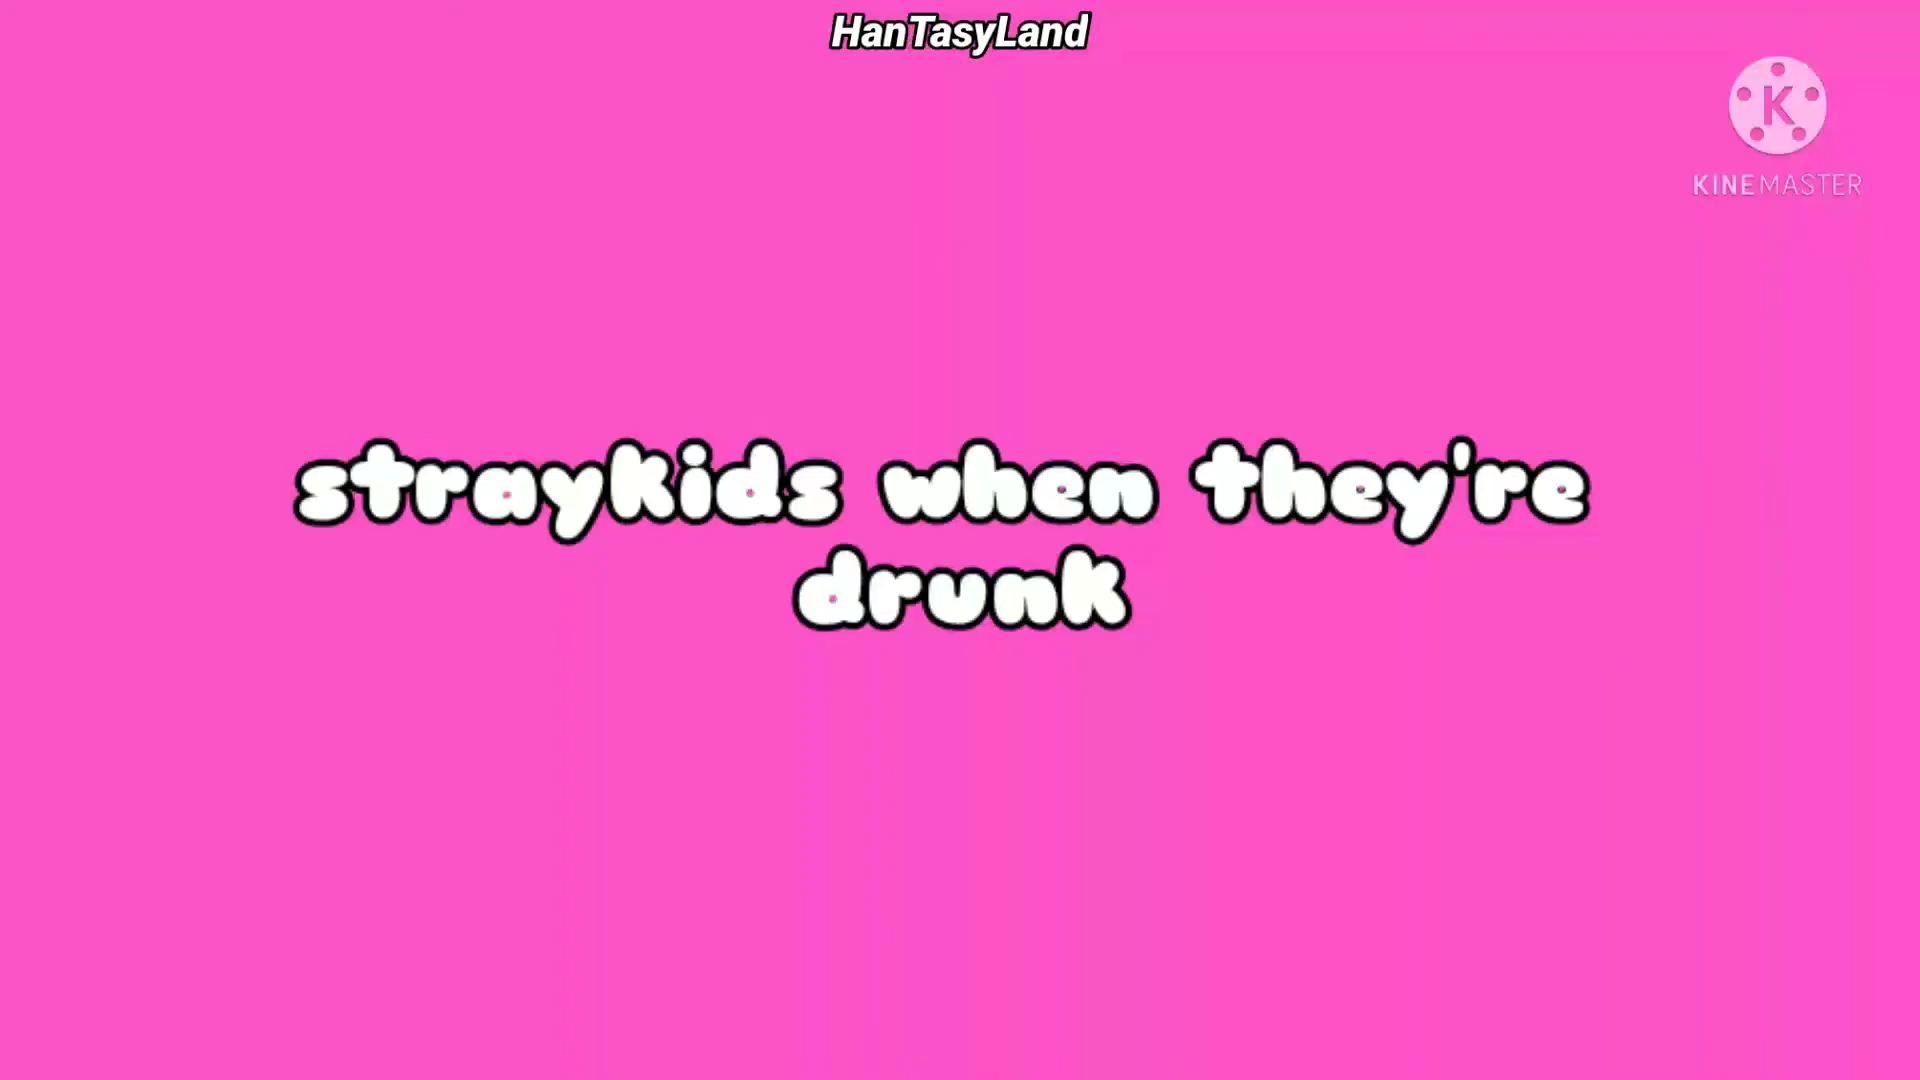 HanTasyLand
K
KINEMASTER
straykids when they're
drunk